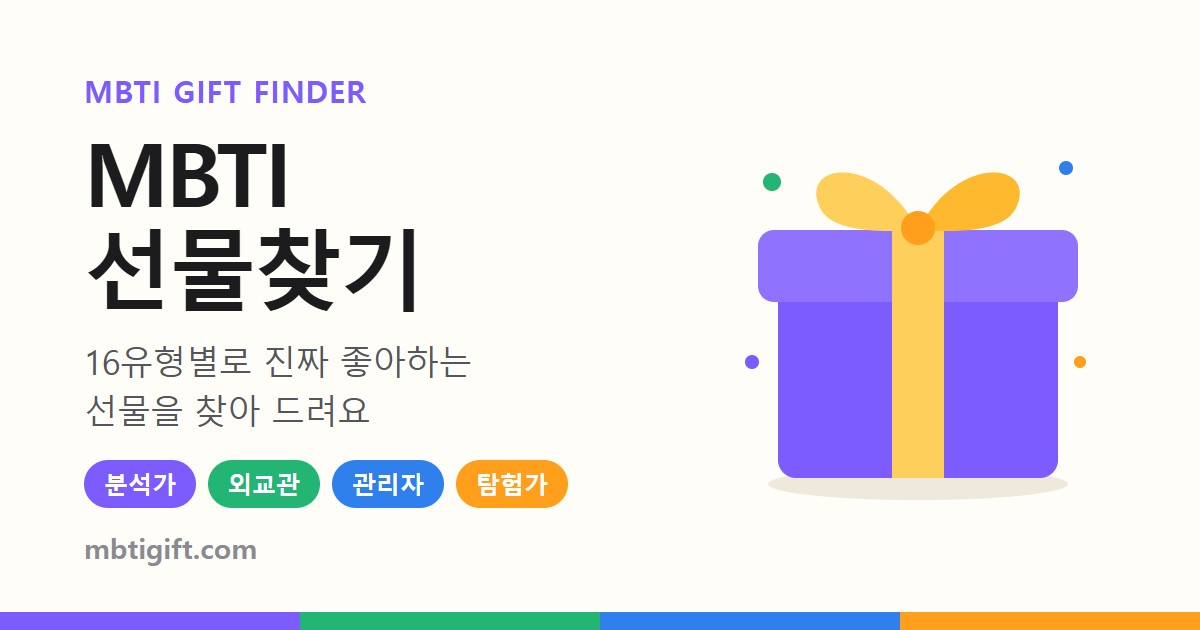 MBTI GIFT FINDER
MBTI
선물찾기
16유형별로 진짜 좋아하는
선물을 찾아 드려요
분석가 외교관 관리자 탐험가
mbtigift.com